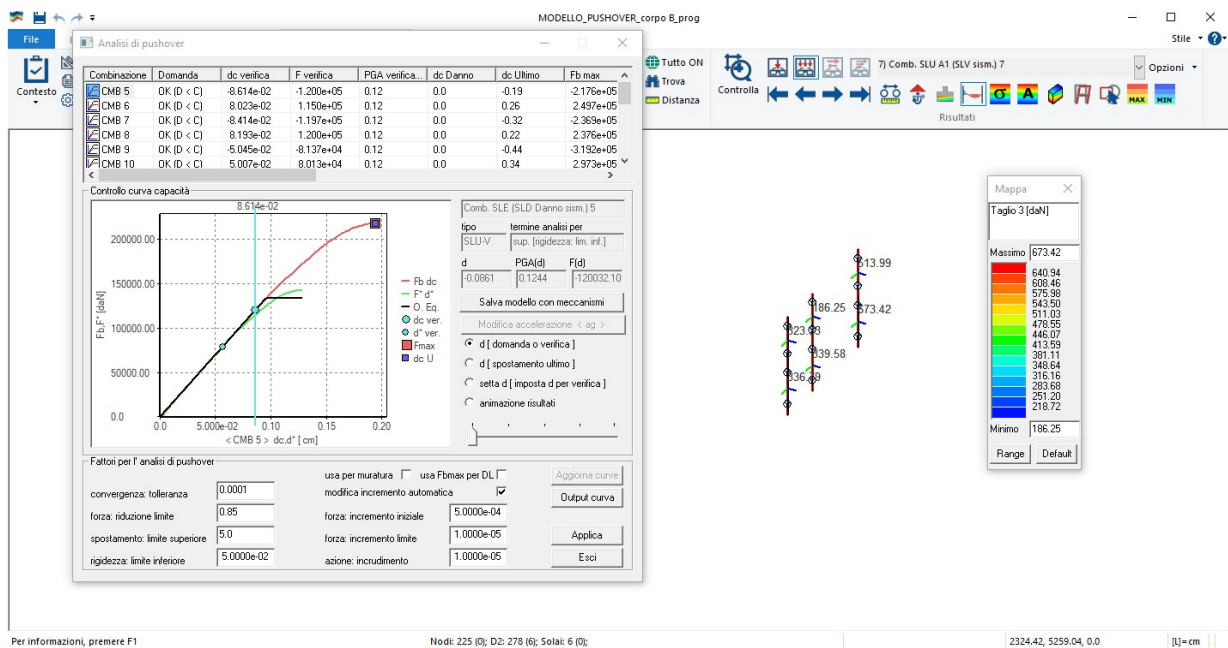 MODELLO_PUSHOVER_corpo B_prog
File
Stile
Contesto
Analisi di pushover
Combinazione Domanda dc verifica F verifica PGA verifica... dc Danno dc Ultimo Fb max
CMB 5 OK (D < C) -8.614e-02 -1.200e+05 0.12 0.0 -0.19 -2.176e+05
CMB 6 OK (D < C) 8.023e-02 1.150e+05 0.12 0.0 0.26 2.497e+05
CMB 7 OK (D < C) -8.414e-02 -1.197e+05 0.12 0.0 -0.32 -2.369e+05
CMB 8 OK (D < C) 8.193e-02 1.200e+05 0.12 0.0 0.22 2.376e+05
CMB 9 OK (D < C) -5.045e-02 -8.137e+04 0.12 0.0 -0.44 -3.192e+05
CMB 10 OK (D < C) 5.007e-02 8.013e+04 0.12 0.0 0.34 2.973e+05
Tutto ON
Trova
Distanza
Controlla
7) Comb. SLU A1 (SLV sism.) 7
Opzioni
MAX
MIN
Risultati
Controllo curva capacità
8.614e-02
Fb,F* [daN]
200000.00
150000.00
100000.00
50000.00
0.0
0.0 5.000e-02 0.10 0.15 0.20
< CMB 5 > dc,d* [ cm]
Fb dc
F* d*
O. Eq.
dc ver.
d* ver.
Fmax
dc U
Comb. SLE (SLD Danno sism.) 5
tipo termine analisi per
SLU-V sup. [rigidezza: lim. inf.]
d PGA(d) F(d)
-0.0861 0.1244 -120032.10
Salva modello con meccanismi
Modifica accelerazione < ag >
d [ domanda o verifica ]
d [ spostamento ultimo ]
setta d [ imposta d per verifica ]
animazione risultati
Fattori per l' analisi di pushover
usa per muratura usa Fbmax per DL
Aggiorna curve
convergenza: tolleranza 0.0001
modifica incremento automatica
Output curva
forza: riduzione limite 0.85
forza: incremento iniziale 5.0000e-04
spostamento: limite superiore 5.0
forza: incremento limite 1.0000e-05
Applica
rigidezza: limite inferiore 5.0000e-02
azione: incrudimento 1.0000e-05
Esci
613.99
186.25
673.42
339.58
Mappa
Taglio 3 [daN]
Massimo 673.42
640.94
608.46
575.98
543.50
511.03
478.55
446.07
413.59
381.11
348.64
316.16
283.68
251.20
218.72
Minimo 186.25
Range Default
Per informazioni, premere F1
Nodi: 225 (0); D2: 278 (6); Solai: 6 (0);
2324.42, 5259.04, 0.0
[L]=cm